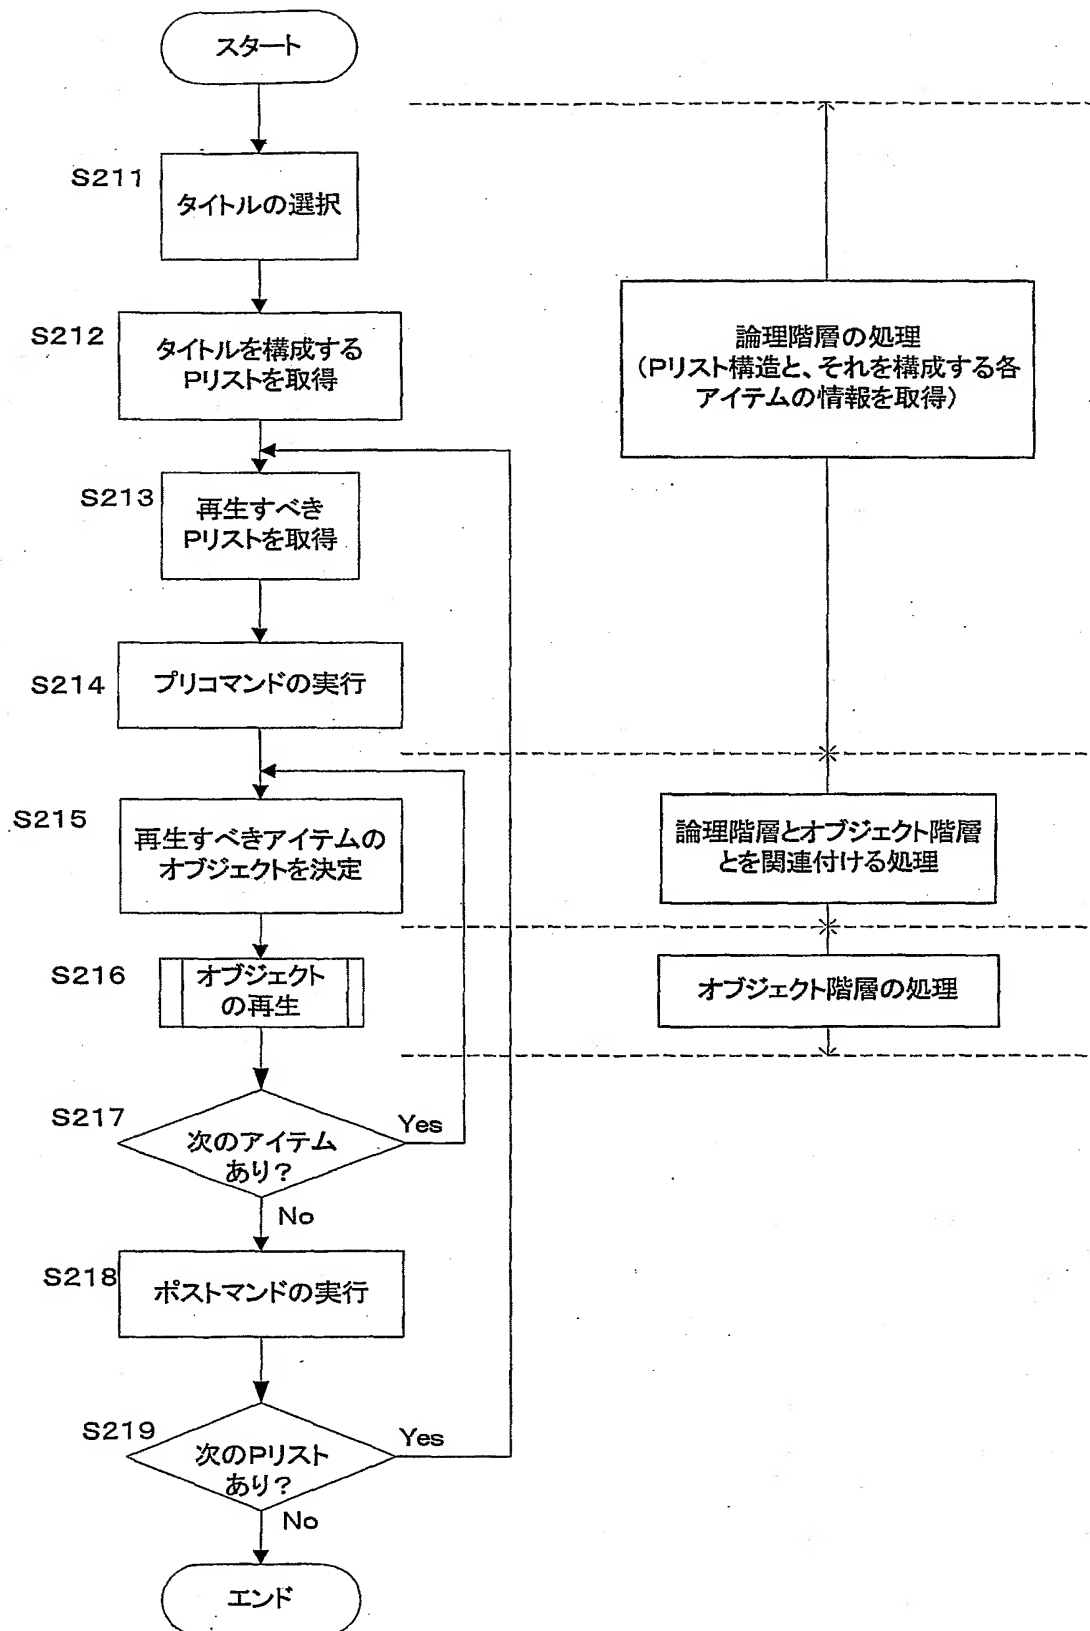 スタート
S211
タイトルの選択
S212
タイトルを構成する
Pリストを取得
S213
再生すべき
Pリストを取得
S214
プリコマンドの実行
S215
再生すべきアイテムの
オブジェクトを決定
S216
オブジェクト
の再生
S217
次のアイテム
あり?
Yes
No
S218
ポストマンドの実行
S219
次のPリスト
あり?
Yes
No
エンド
論理階層の処理
(Pリスト構造と、それを構成する各
アイテムの情報を取得)
論理階層とオブジェクト階層
とを関連付ける処理
オブジェクト階層の処理